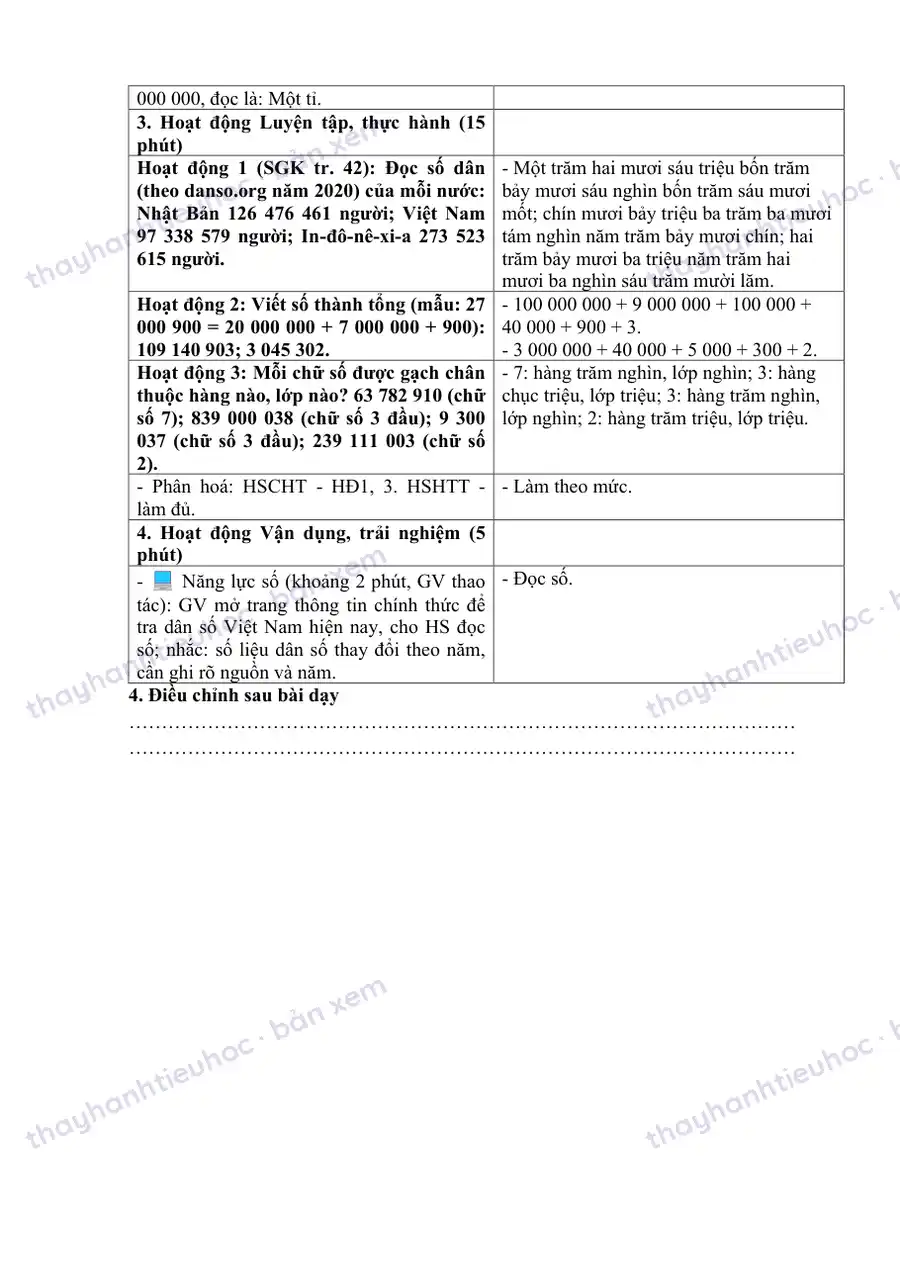 000 000, đọc là: Một tỉ.
3. Hoạt động Luyện tập, thực hành (15
phút)
Hoạt động 1 (SGK tr. 42): Đọc số dân
(theo danso.org năm 2020) của mỗi nước:
Nhật Bản 126 476 461 người; Việt Nam
97 338 579 người; In-đô-nê-xi-a 273 523
615 người.
- Một trăm hai mươi sáu triệu bốn trăm
bảy mươi sáu nghìn bốn trăm sáu mươi
mốt; chín mươi bảy triệu ba trăm ba mươi
tám nghìn năm trăm bảy mươi chín; hai
trăm bảy mươi ba triệu năm trăm hai
mươi ba nghìn sáu trăm mười lăm.
Hoạt động 2: Viết số thành tổng (mẫu: 27
000 900 = 20 000 000 + 7 000 000 + 900):
109 140 903; 3 045 302.
- 100 000 000 + 9 000 000 + 100 000 +
40 000 + 900 + 3.
- 3 000 000 + 40 000 + 5 000 + 300 + 2.
Hoạt động 3: Mỗi chữ số được gạch chân
thuộc hàng nào, lớp nào? 63 782 910 (chữ
số 7); 839 000 038 (chữ số 3 đầu); 9 300
037 (chữ số 3 đầu); 239 111 003 (chữ số
2).
- 7: hàng trăm nghìn, lớp nghìn; 3: hàng
chục triệu, lớp triệu; 3: hàng trăm nghìn,
lớp nghìn; 2: hàng trăm triệu, lớp triệu.
- Phân hoá: HSCHT - HĐ1, 3. HSHTT -
làm đủ.
- Làm theo mức.
4. Hoạt động Vận dụng, trải nghiệm (5
phút)
- Năng lực số (khoảng 2 phút, GV thao
tác): GV mở trang thông tin chính thức để
tra dân số Việt Nam hiện nay, cho HS đọc
số; nhắc: số liệu dân số thay đổi theo năm,
cần ghi rõ nguồn và năm.
- Đọc số.
4. Điều chỉnh sau bài dạy
thayhanhtieuhoc · bản xem
thayhanhtieuhoc · b
thayhanhtieuhoc · bản xem
thayhanhtieuhoc · b
thayhanhtieuhoc · bản xem
thayhanhtieuhoc · b